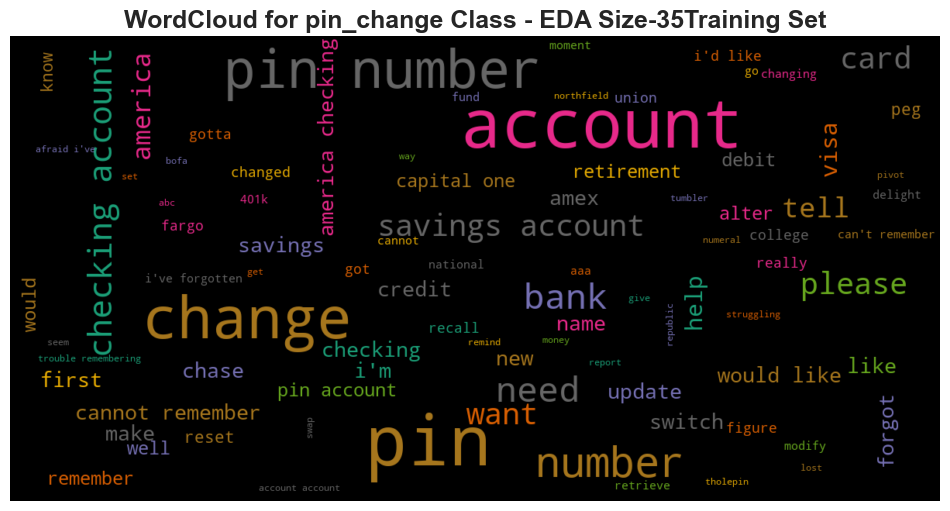 WordCloud for pin_change Class - EDA Size-35Training Set
moment
know
pin number
i'd like
card
go
changing
america
america checking
checking account
fund
northfield
union
peg
account
gotta
visa
afraid i've
bofa
way
debit
set
changed
capital one
retirement
pivot
abc
401k
amex
tumbler
delight
alter
tell
fargo
savings account
savings
cannot
numeral
college
can't remember
i've forgotten
get
got
national
aaa
really
would
credit
bank
give
help
please
change
name
republic
struggling
recall
seem
checking
remind
money
trouble remembering
new
report
like
first
chase
i'm
pin account
need
update
would like
cannot remember
want
switch
forgot
make
reset
swap
figure
well
pin
number
modify
lost
remember
account account
retrieve
tholepin